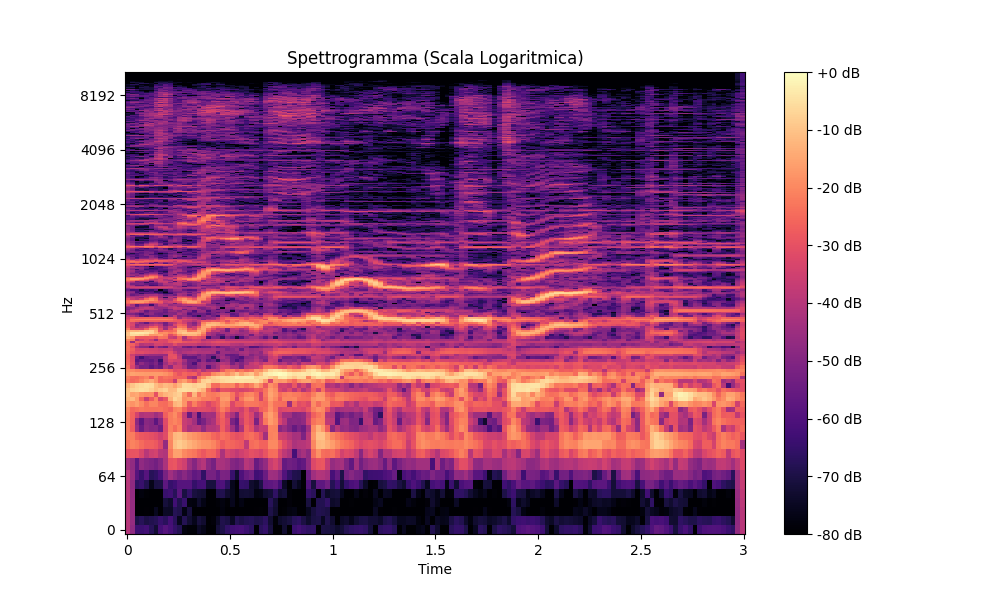 Spettrogramma (Scala Logaritmica)
Hz
8192
4096
2048
1024
512
256
128
64
0
0
0.5
1
1.5
2
2.5
3
Time
+0 dB
-10 dB
-20 dB
-30 dB
-40 dB
-50 dB
-60 dB
-70 dB
-80 dB